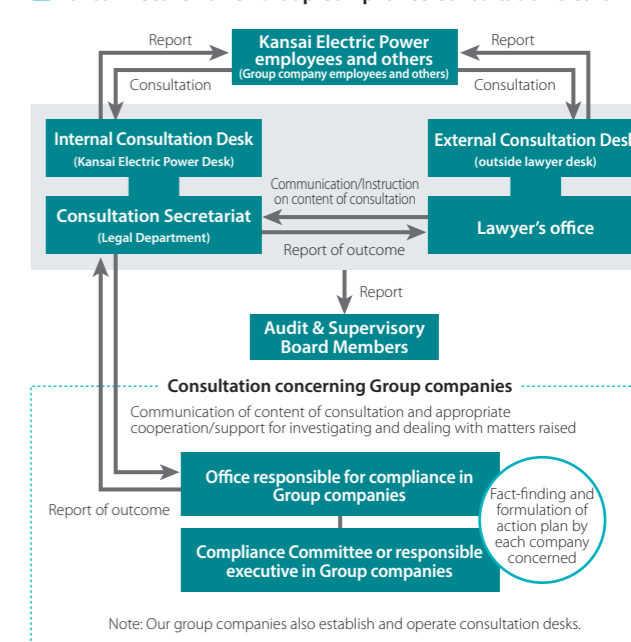 Report
Kansai Electric Power
employees and others
(Group company employees and others)
Report
Consultation
Consultation
Internal Consultation Desk
(Kansai Electric Power Desk)
External Consultation Desk
(outside lawyer desk)
Communication/Instruction
on content of consultation
Consultation Secretariat
(Legal Department)
Lawyer's office
Report of outcome
Report
Audit & Supervisory
Board Members
Consultation concerning Group companies
Communication of content of consultation and appropriate
cooperation/support for investigating and dealing with matters raised
Office responsible for compliance in
Group companies
Report of outcome
Fact-finding and
formulation of
action plan by
each company
concerned
Compliance Committee or responsible
executive in Group companies
Note: Our group companies also establish and operate consultation desks.